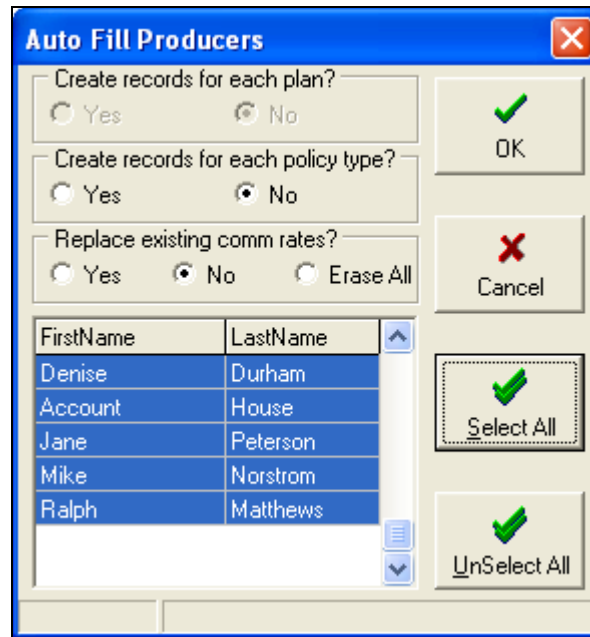 Auto Fill Producers
Create records for each plan?
Yes No
OK
Create records for each policy type?
Yes No
Replace existing comm rates?
Yes No Erase All
Cancel
FirstName LastName
Denise Durham
Account House
Jane Peterson
Mike Norstrom
Ralph Matthews
Select All
UnSelect All